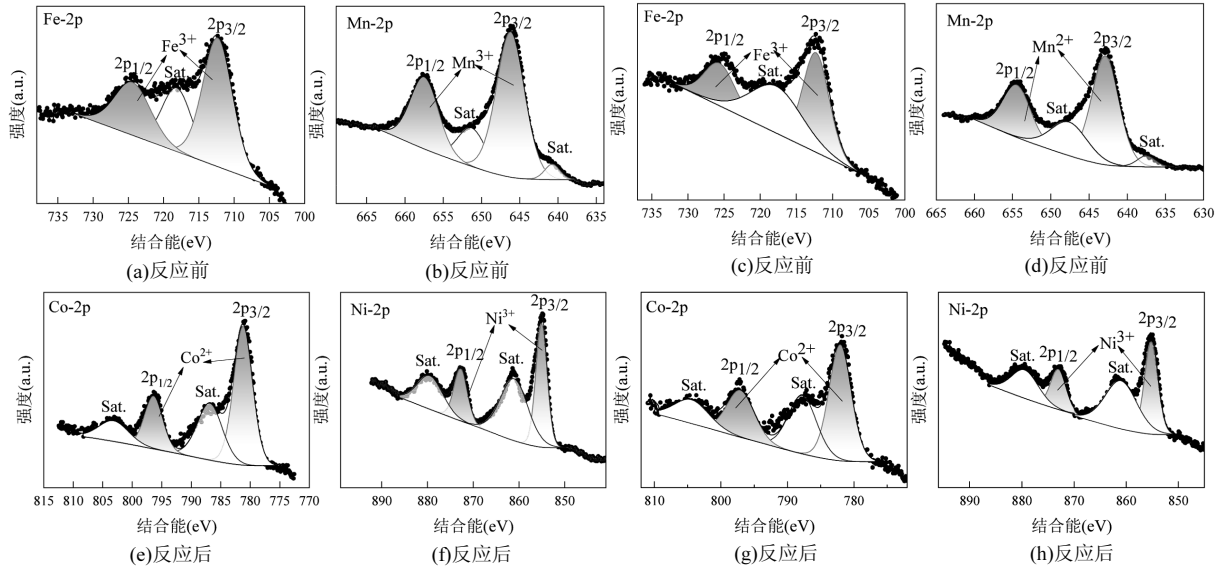 Fe-2p
2p3/2
Fe3+
2p1/2
Sat.
强度(a.u.)
735 730 725 720 715 710 705 700
结合能(eV)
(a)反应前
Mn-2p
2p3/2
2p1/2
Mn3+
Sat.
Sat.
强度(a.u.)
665 660 655 650 645 640 635
结合能(eV)
(b)反应前
Fe-2p
2p3/2
2p1/2
Fe3+
Sat.
强度(a.u.)
735 729 725 719 715 709 705 700
结合能(eV)
(c)反应前
Mn-2p
2p3/2
Mn2+
2p1/2
Sat.
Sat.
强度(a.u.)
665 660 655 650 645 640 635 630
结合能(eV)
(d)反应前
Co-2p
2p3/2
Co2+
2p1/2
Sat.
Sat.
强度(a.u.)
815 810 805 800 795 790 785 780 775 770
结合能(eV)
(e)反应后
Ni-2p
2p3/2
Ni3+
2p1/2
Sat.
Sat.
强度(a.u.)
890 880 870 860 850
结合能(eV)
(f)反应后
Co-2p
2p3/2
Co2+
2p1/2
Sat.
Sat.
强度(a.u.)
810 800 790 780
结合能(eV)
(g)反应后
Ni-2p
2p3/2
Ni3+
2p1/2
Sat.
Sat.
强度(a.u.)
890 880 870 860 850
结合能(eV)
(h)反应后